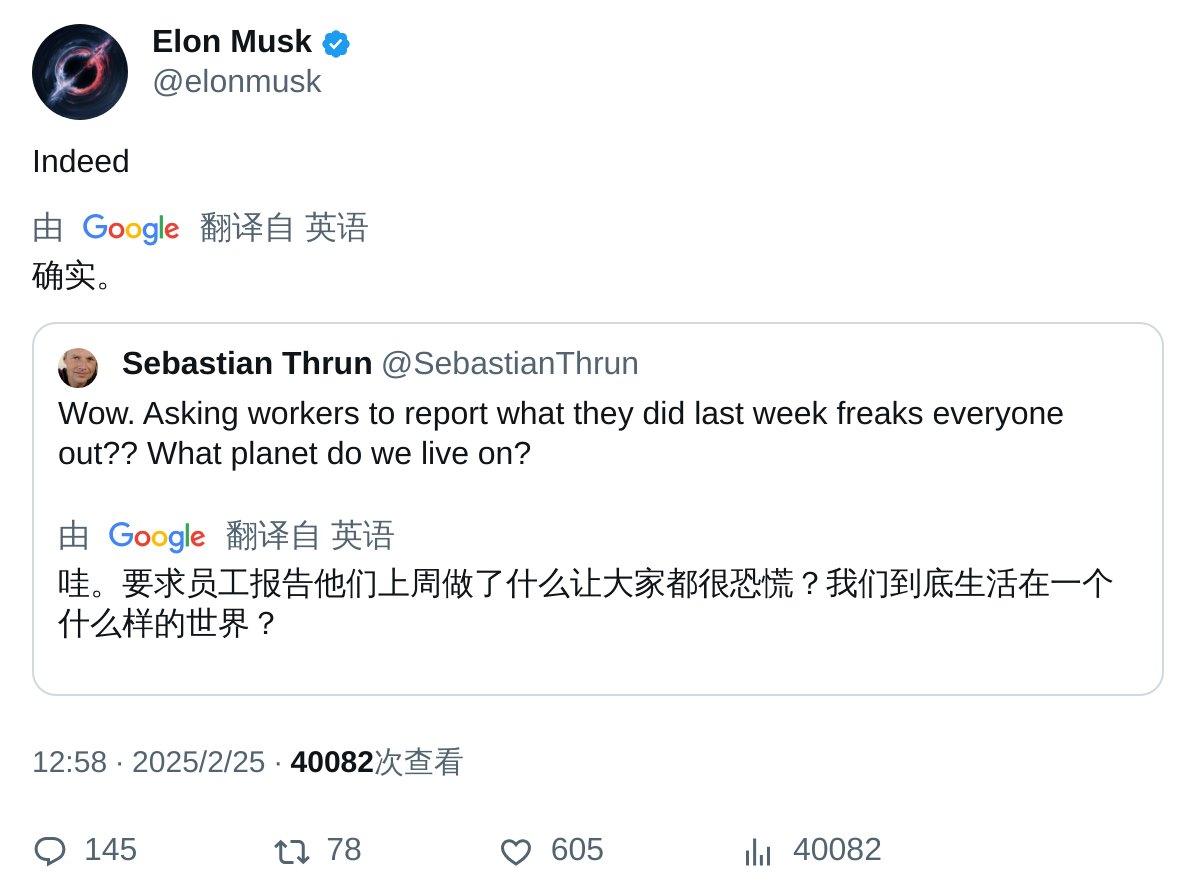 Elon Musk
@elonmusk
Indeed
由 Google 翻译自 英语
确实。
Sebastian Thrun @SebastianThrun
Wow. Asking workers to report what they did last week freaks everyone
out?? What planet do we live on?
由 Google 翻译自 英语
哇。要求员工报告他们上周做了什么让大家都很恐慌？我们到底生活在一个
什么样的世界？
12:58 · 2025/2/25 · 40082次查看
145 78 605 40082